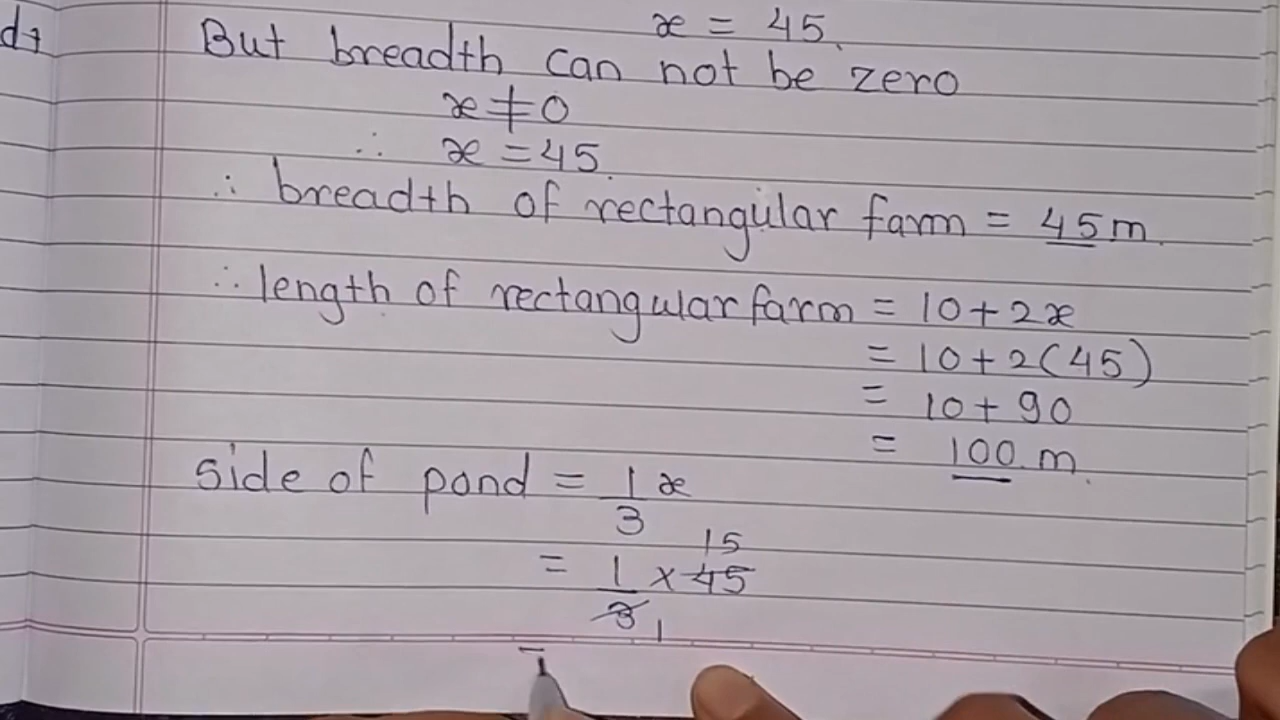 x = 45.
But breadth can not be zero
x ≠ 0
∴ x = 45.
∴ breadth of rectangular farm = 45 m.
∴ length of rectangular farm = 10 + 2x
= 10 + 2(45)
= 10 + 90
= 100 m.
side of pond = 1/3 x
15
= 1/3 × 45
1
=